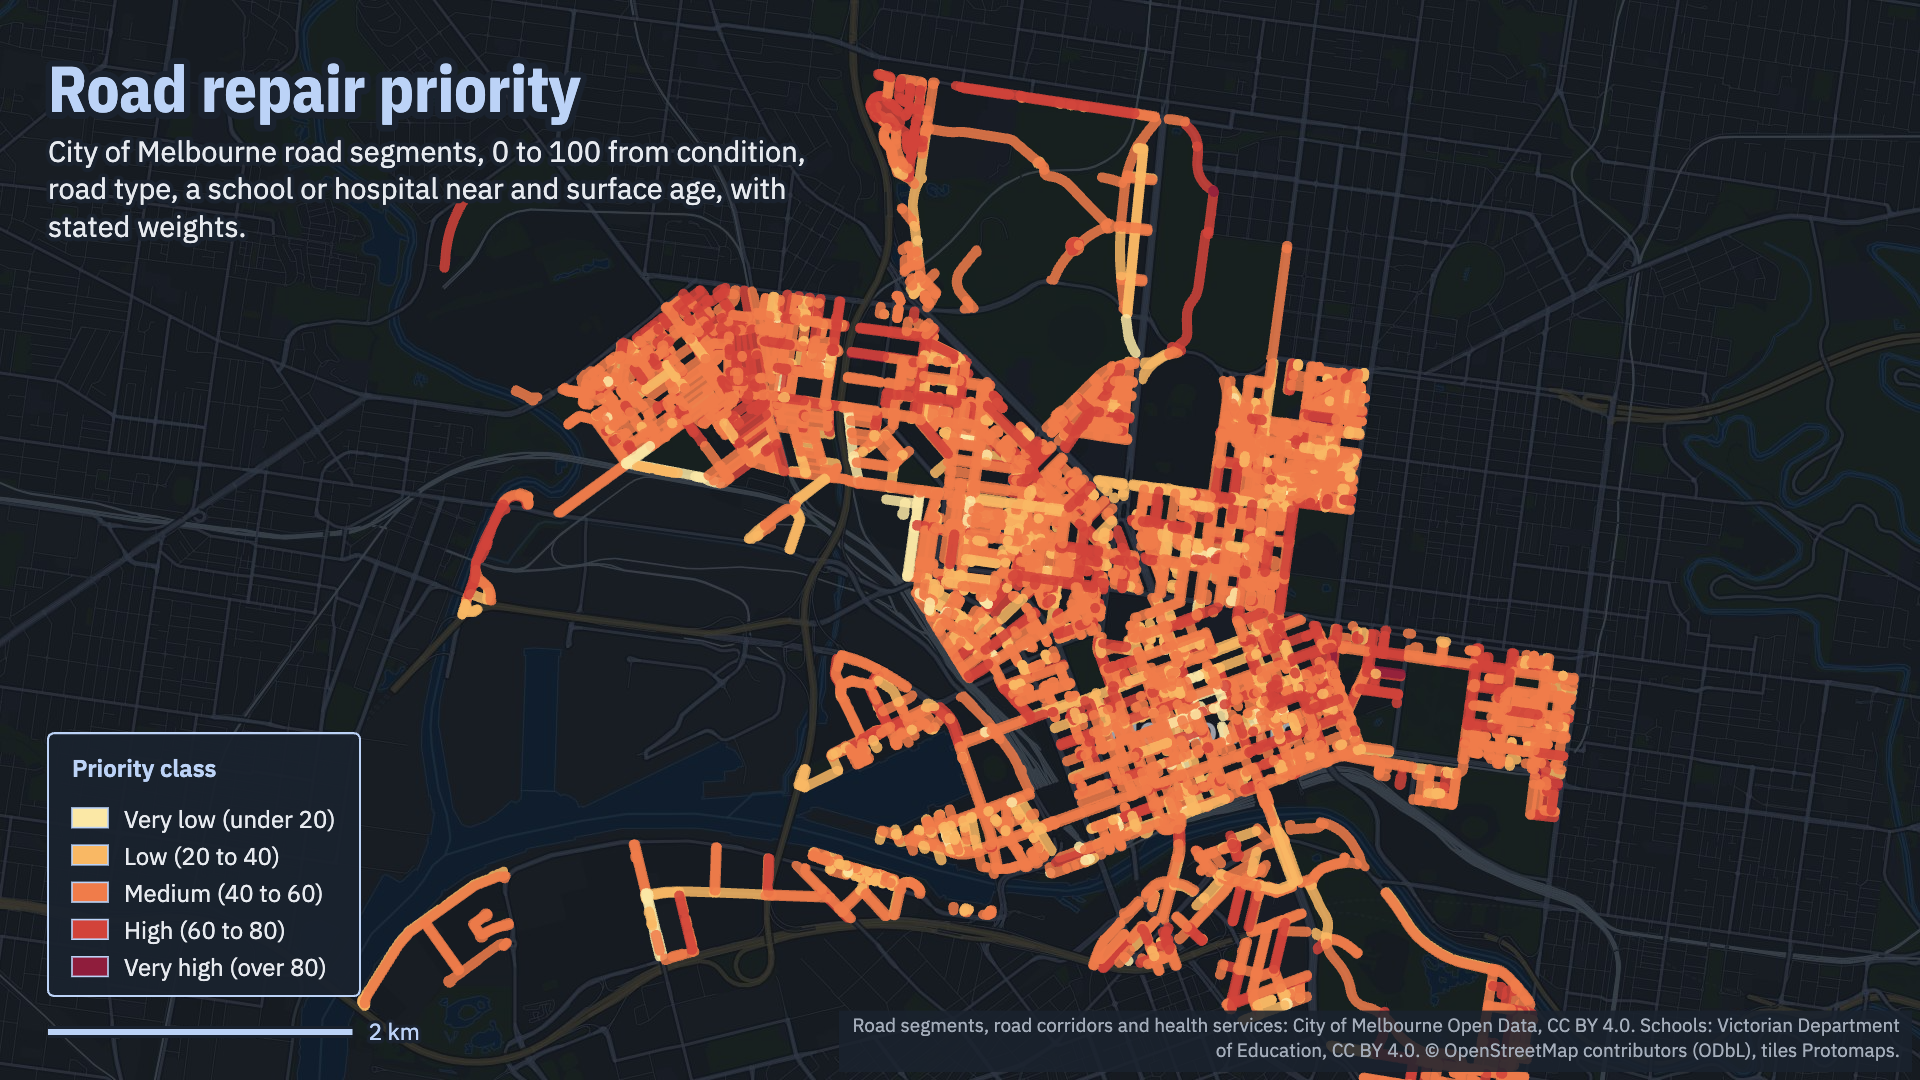 Road repair priority
City of Melbourne road segments, 0 to 100 from condition,
road type, a school or hospital near and surface age, with
stated weights.
Priority class
Very low (under 20)
Low (20 to 40)
Medium (40 to 60)
High (60 to 80)
Very high (over 80)
2 km
Road segments, road corridors and health services: City of Melbourne Open Data, CC BY 4.0. Schools: Victorian Department
of Education, CC BY 4.0. © OpenStreetMap contributors (ODbL), tiles Protomaps.